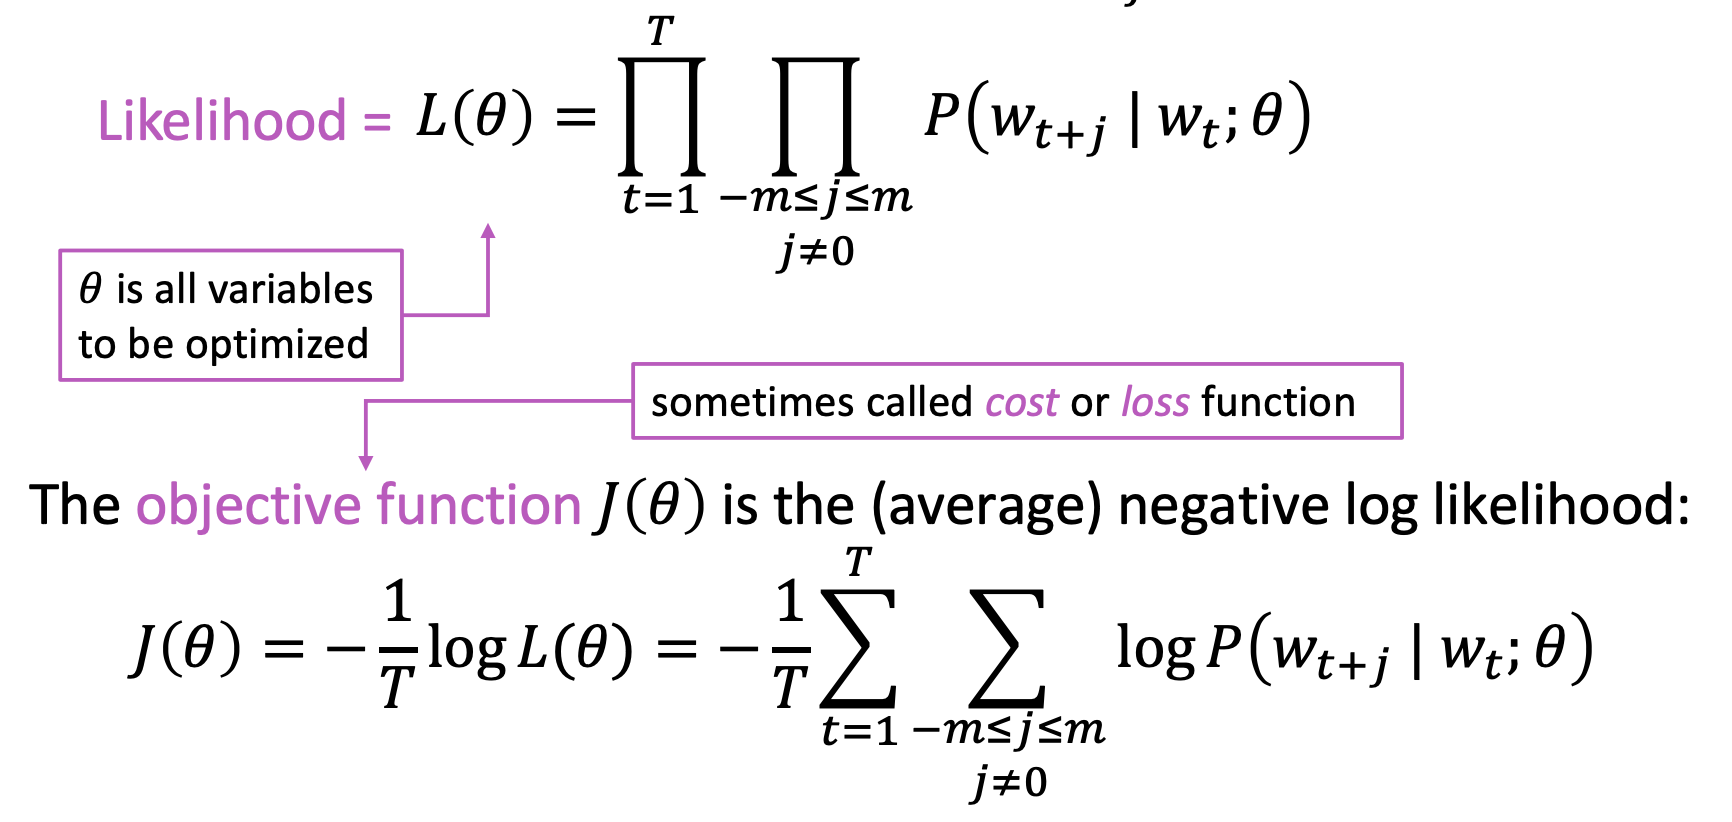 Likelihood = L(θ) = ∏_{t=1}^{T} ∏_{-m≤j≤m, j≠0} P(w_{t+j} | w_t; θ)
θ is all variables
to be optimized
sometimes called cost or loss function
The objective function J(θ) is the (average) negative log likelihood:
J(θ) = −1/T log L(θ) = −1/T ∑_{t=1}^{T} ∑_{-m≤j≤m, j≠0} log P(w_{t+j} | w_t; θ)